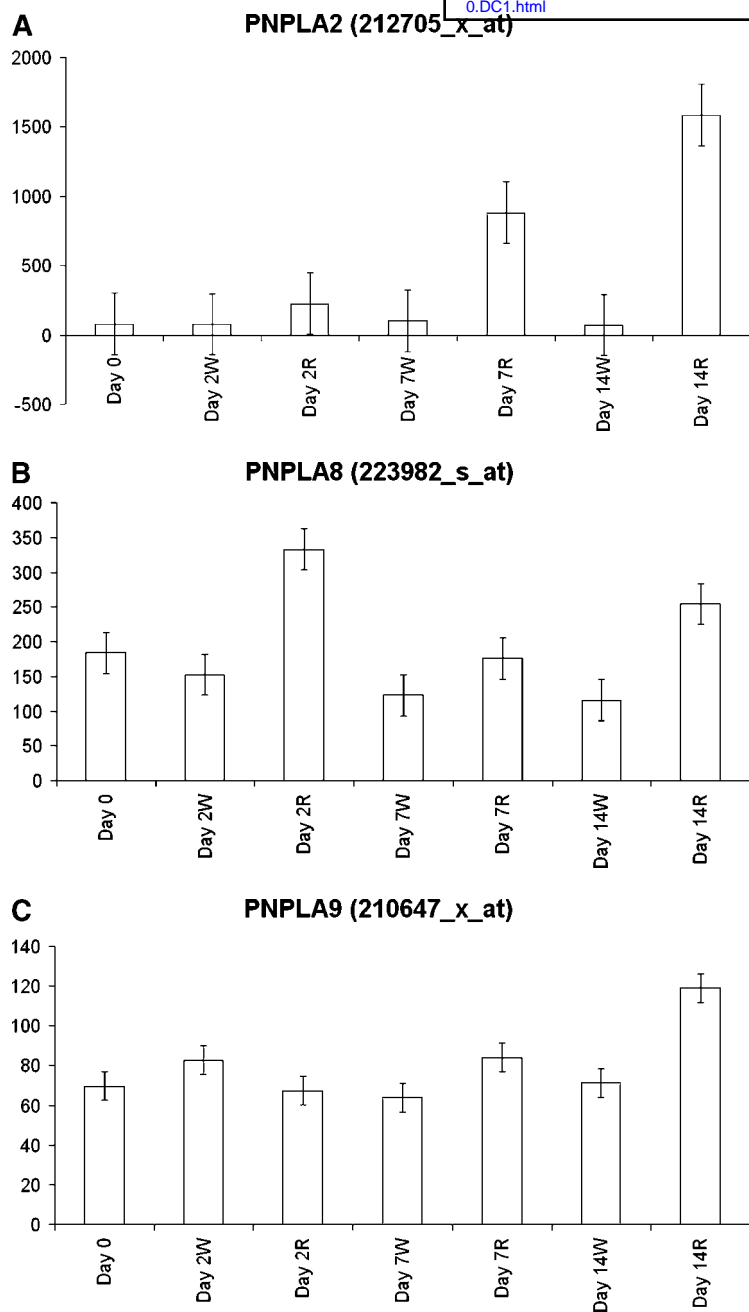 0.DC1.html
A
PNPLA2 (212705_x_at)
2000
1500
1000
500
0
-500
Day 0
Day 2W
Day 2R
Day 7W
Day 7R
Day 14W
Day 14R
B
PNPLA8 (223982_s_at)
400
350
300
250
200
150
100
50
0
Day 0
Day 2W
Day 2R
Day 7W
Day 7R
Day 14W
Day 14R
C
PNPLA9 (210647_x_at)
140
120
100
80
60
40
20
0
Day 0
Day 2W
Day 2R
Day 7W
Day 7R
Day 14W
Day 14R